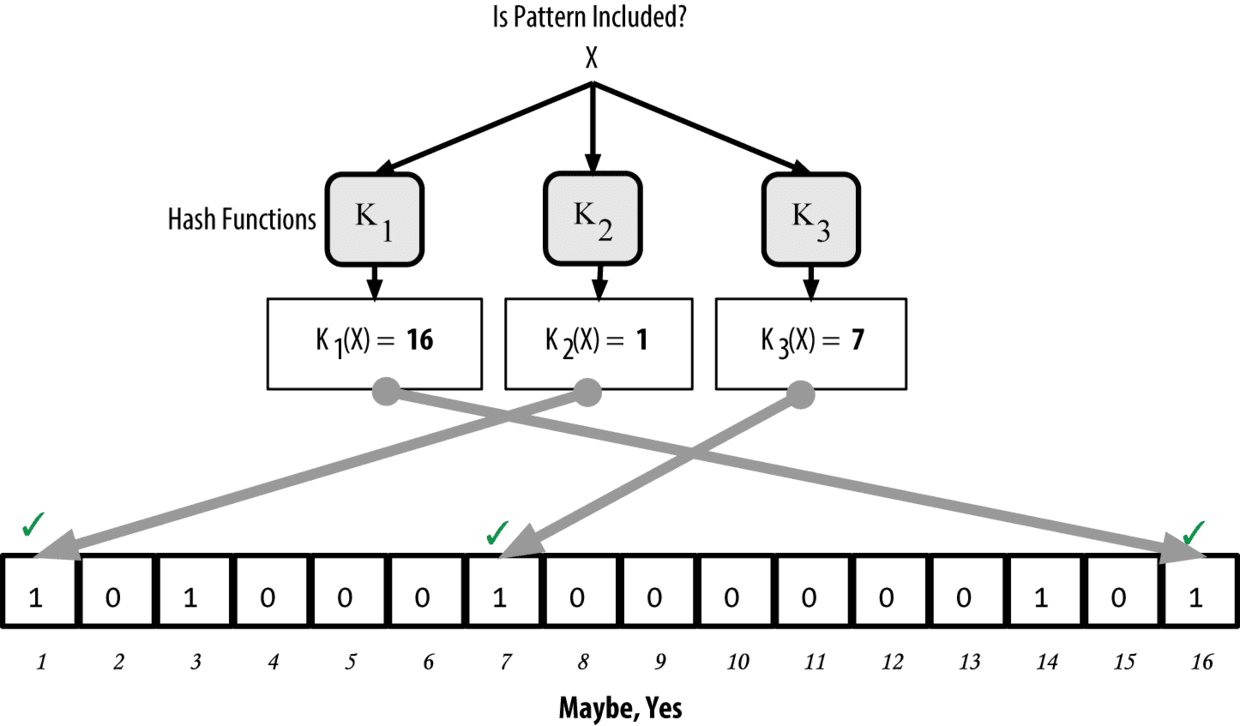 Is Pattern Included?
X
Hash Functions K1 K2 K3
K1(X) = 16 K2(X) = 1 K3(X) = 7
✓ ✓ ✓
1 0 1 0 0 0 1 0 0 0 0 0 0 1 0 1
1 2 3 4 5 6 7 8 9 10 11 12 13 14 15 16
Maybe, Yes